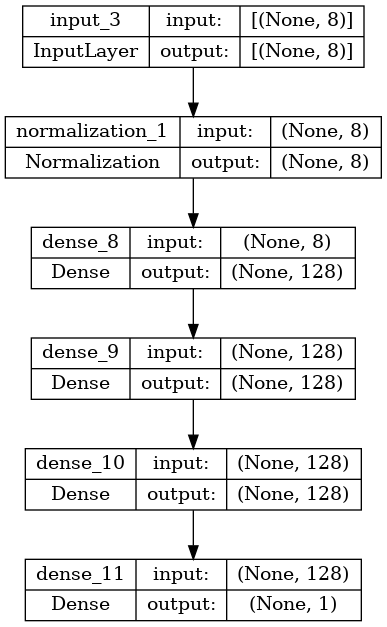 input_3 input: [(None, 8)]
InputLayer output: [(None, 8)]
normalization_1 input: (None, 8)
Normalization output: (None, 8)
dense_8 input: (None, 8)
Dense output: (None, 128)
dense_9 input: (None, 128)
Dense output: (None, 128)
dense_10 input: (None, 128)
Dense output: (None, 128)
dense_11 input: (None, 128)
Dense output: (None, 1)